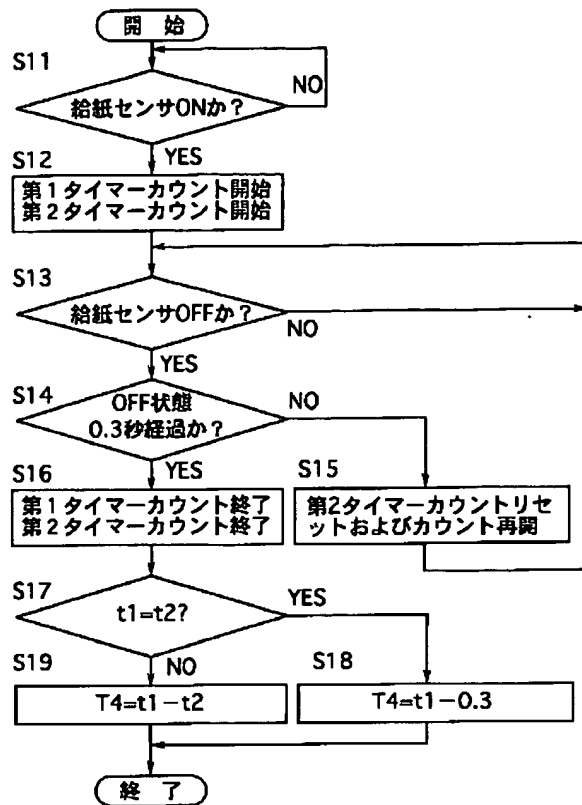 開 始
S11
NO
給紙センサONか？
YES
S12
第1タイマーカウント開始
第2タイマーカウント開始
S13
給紙センサOFFか？
NO
YES
S14
OFF状態
0.3秒経過か？
NO
YES
S16
第1タイマーカウント終了
第2タイマーカウント終了
S15
第2タイマーカウントリセ
ットおよびカウント再開
S17
t1=t2?
YES
NO
S19
T4=t1−t2
S18
T4=t1−0.3
終 了